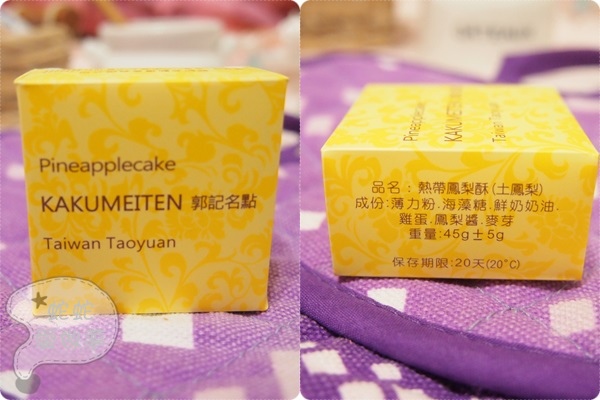 Pineapplecake
KAKUMEITEN 郭記名點
Taiwan Taoyuan
Pineapplecake
KAKUMEITEN
Taiwan Taoyuan
品名：熱帶鳳梨酥(土鳳梨)
成份:薄力粉.海藻糖.鮮奶奶油.
雞蛋.鳳梨醬.麥芽
重量:45g±5g
保存期限:20天(20°C)